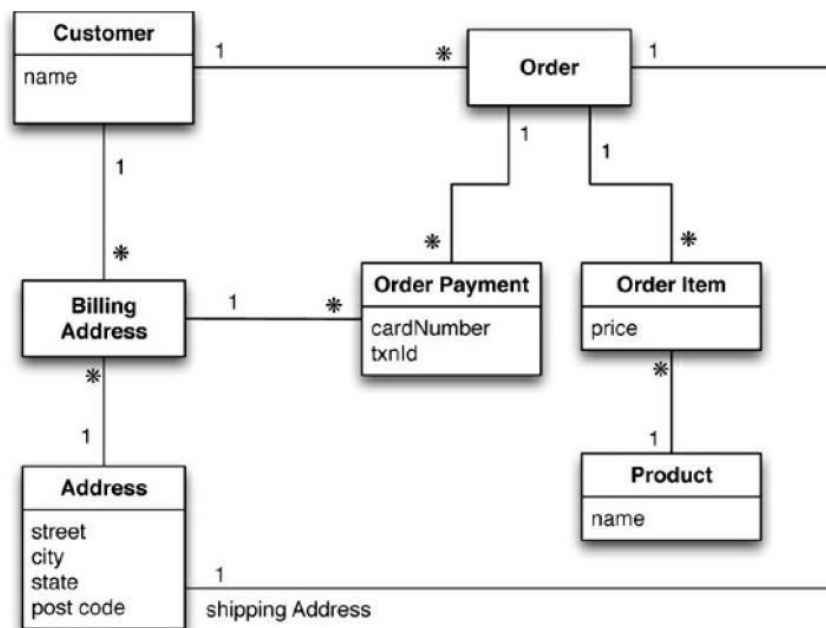 Customer
name
1
*
Order
1
1
*
1
*
1
*
Billing
Address
1
*
Order Payment
cardNumber
txnId
Order Item
price
*
1
Product
name
*
1
Address
street
city
state
post code
1
shipping Address